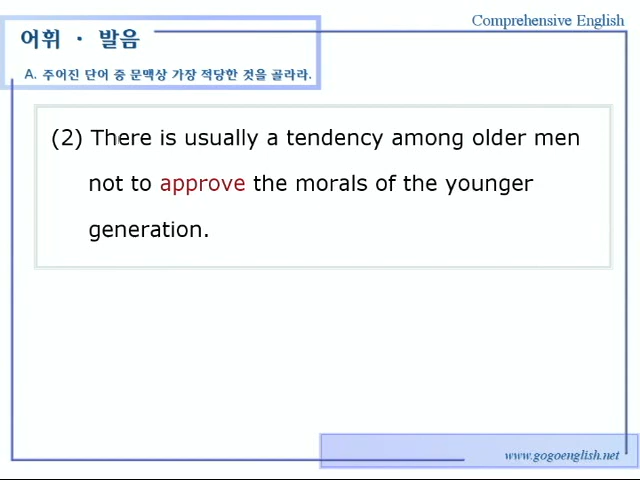 Comprehensive English
어휘 · 발음
A. 주어진 단어 중 문맥상 가장 적당한 것을 골라라.
(2) There is usually a tendency among older men
not to approve the morals of the younger
generation.
www.gogoenglish.net